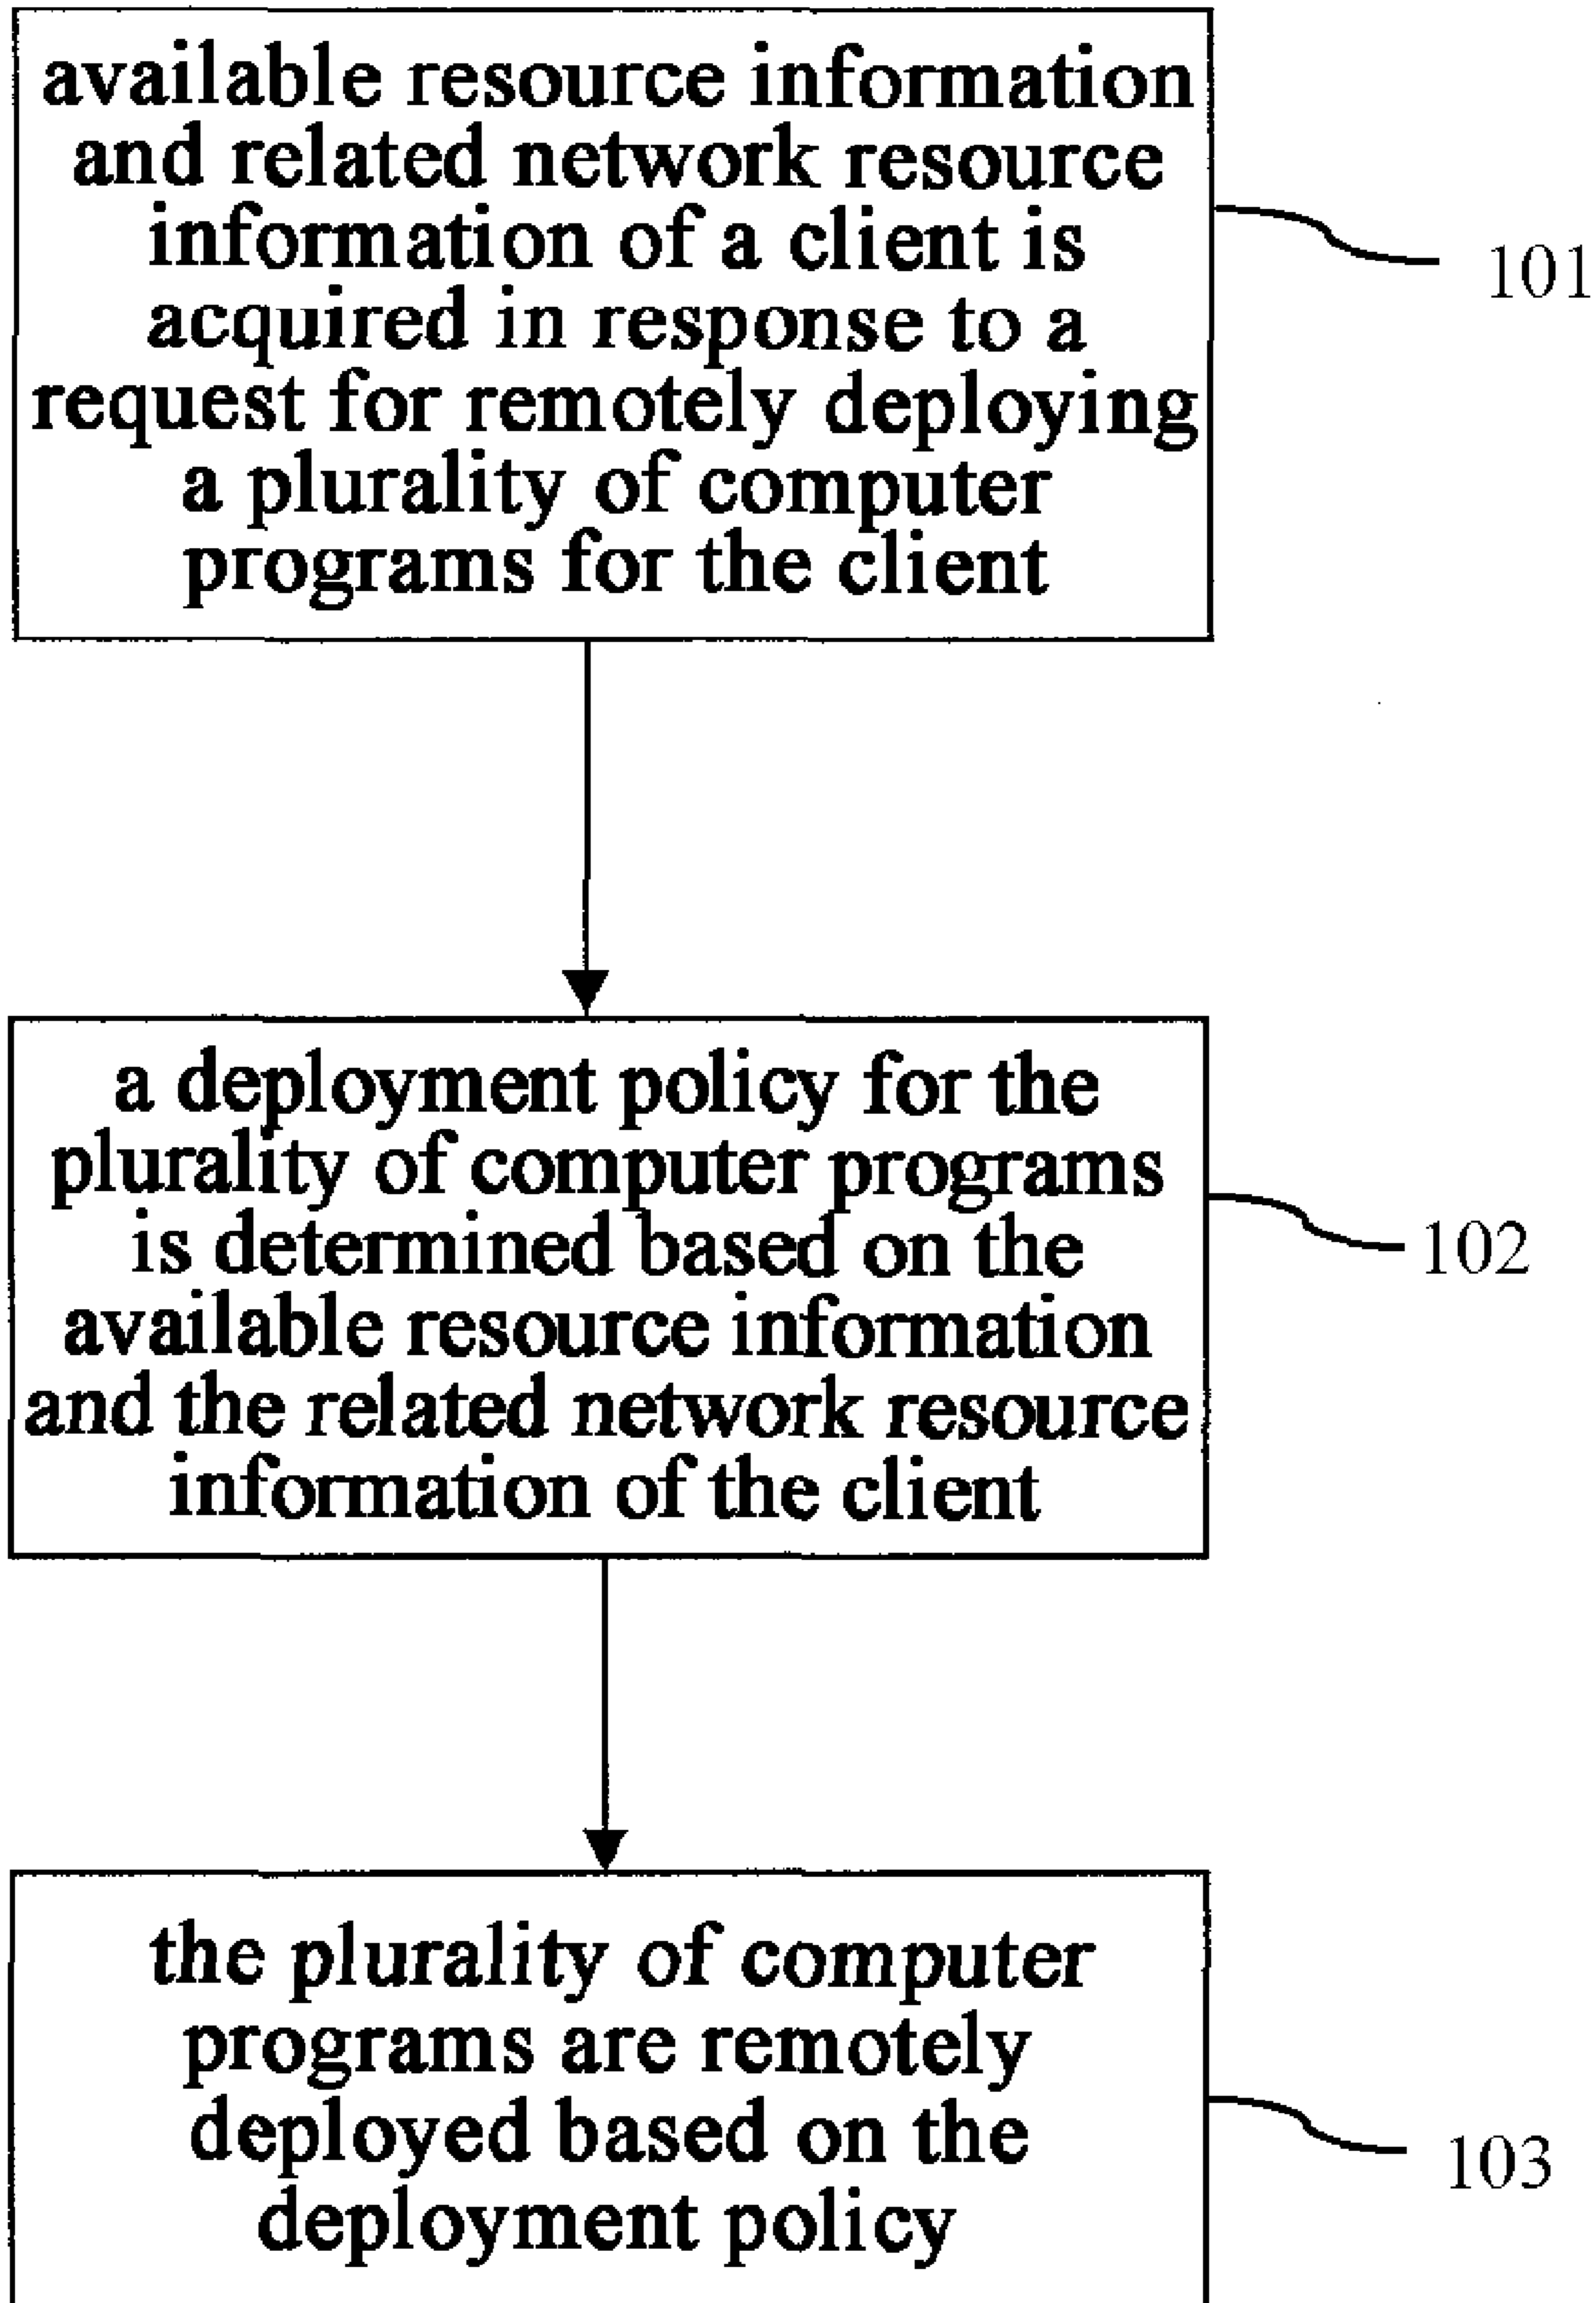 available resource information
and related network resource
information of a client is
acquired in response to a
request for remotely deploying
a plurality of computer
programs for the client
101
a deployment policy for the
plurality of computer programs
is determined based on the
available resource information
and the related network resource
information of the client
102
the plurality of computer
programs are remotely
deployed based on the
deployment policy
103